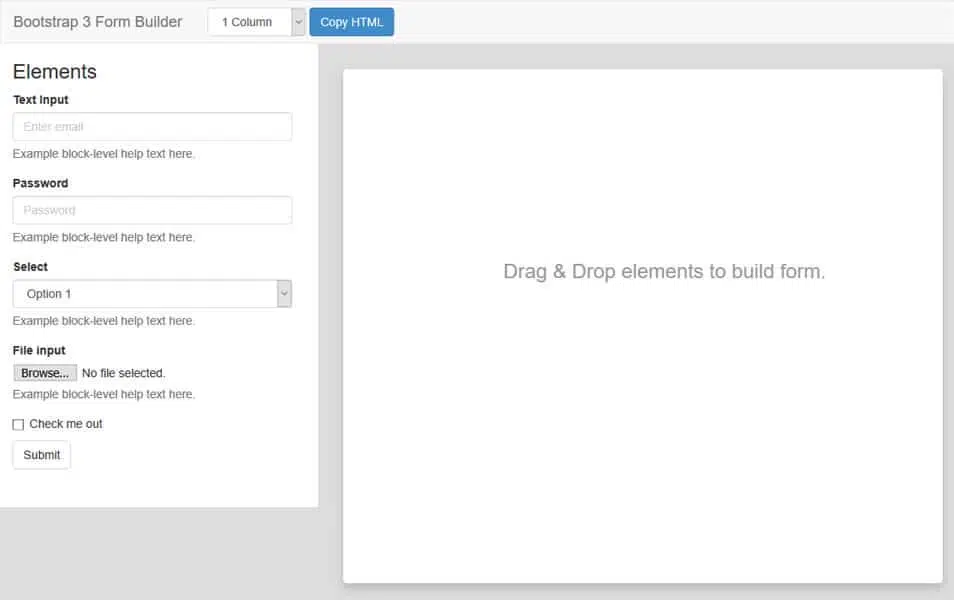 Bootstrap 3 Form Builder 1 Column Copy HTML
Elements
Text Input
Enter email
Example block-level help text here.
Password
Password
Example block-level help text here.
Select
Option 1
Example block-level help text here.
File input
Browse... No file selected.
Example block-level help text here.
Check me out
Submit
Drag & Drop elements to build form.